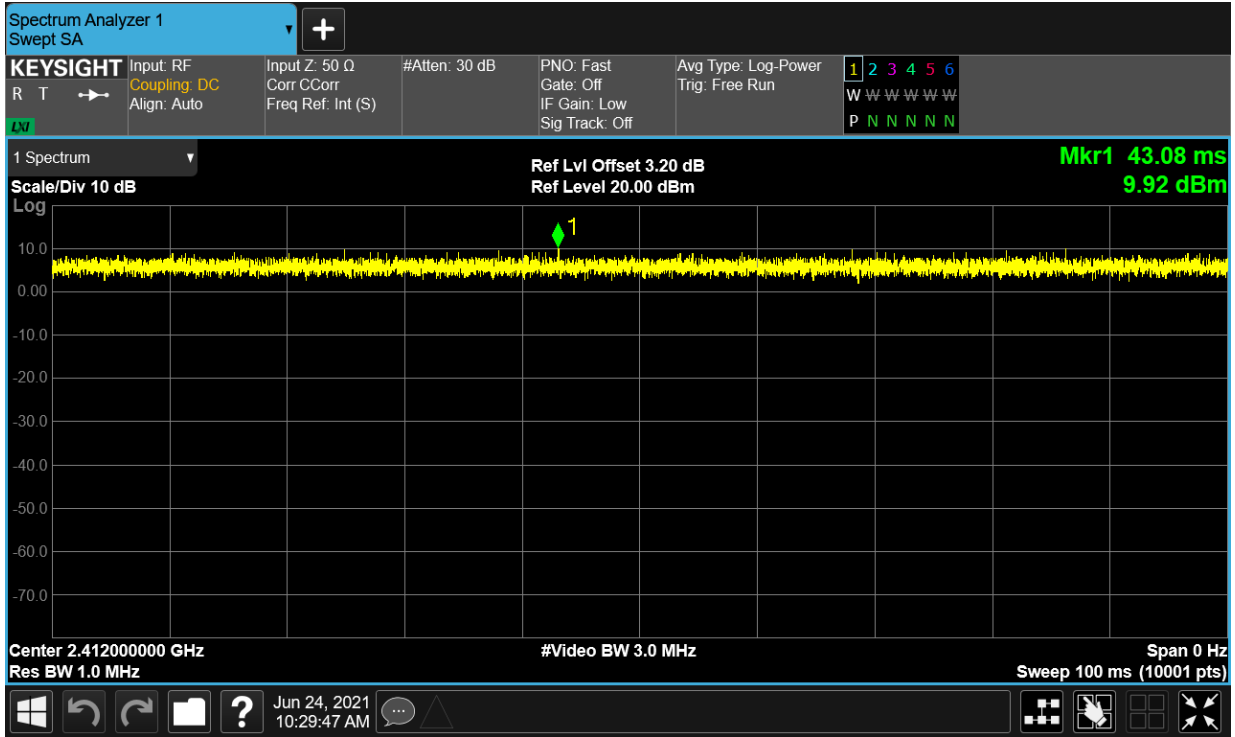 Spectrum Analyzer 1
Swept SA
KEYSIGHT
R T
LXI
Input: RF
Coupling: DC
Align: Auto
Input Z: 50 Ω
Corr CCorr
Freq Ref: Int (S)
#Atten: 30 dB
PNO: Fast
Gate: Off
IF Gain: Low
Sig Track: Off
Avg Type: Log-Power
Trig: Free Run
1 2 3 4 5 6
W W W W W W
P N N N N N
1 Spectrum
Scale/Div 10 dB
Log
Ref Lvl Offset 3.20 dB
Ref Level 20.00 dBm
Mkr1 43.08 ms
9.92 dBm
1
10.0
0.00
-10.0
-20.0
-30.0
-40.0
-50.0
-60.0
-70.0
Center 2.412000000 GHz
Res BW 1.0 MHz
#Video BW 3.0 MHz
Span 0 Hz
Sweep 100 ms (10001 pts)
?
Jun 24, 2021
10:29:47 AM